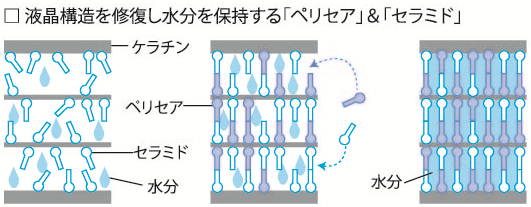 □ 液晶構造を修復し水分を保持する「ペリセア」&「セラミド」
ケラチン
ペリセア
セラミド
水分
水分